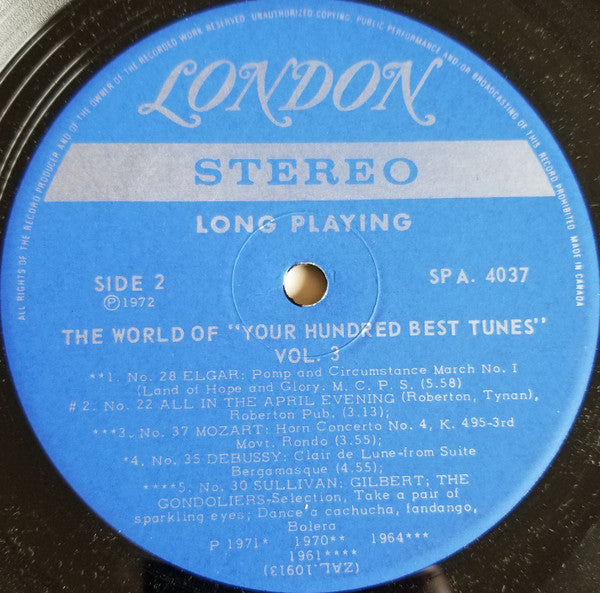 ALL RIGHTS OF THE RECORD PRODUCER AND OF THE OWNER OF THE RECORDED WORK RESERVED. UNAUTHORIZED COPYING, PUBLIC PERFORMANCE AND OR BROADCASTING OF THIS RECORD PROHIBITED. MADE IN CANADA
LONDON
STEREO
LONG PLAYING
SIDE 2
Ⓟ1972
SPA. 4037
THE WORLD OF "YOUR HUNDRED BEST TUNES"
VOL. 3
**1. No. 28 ELGAR: Pomp and Circumstance March No. I
(Land of Hope and Glory. M. C. P. S. (5.58)
#2. No. 22 ALL IN THE APRIL EVENING (Roberton, Tynan),
Roberton Pub. (3.13);
***3. No. 37 MOZART: Horn Concerto No. 4, K. 495-3rd
Movt. Rondo (3.55);
*4. No. 35 DEBUSSY: Clair de Lune-from Suite
Bergamasque (4.55);
****5. No. 30 SULLIVAN: GILBERT; THE
GONDOLIERS-Selection, Take a pair of
sparkling eyes; Dance a cachucha, fandango,
Bolera
P 1971* 1970** 1964***
1961****
(ZAL.10913)